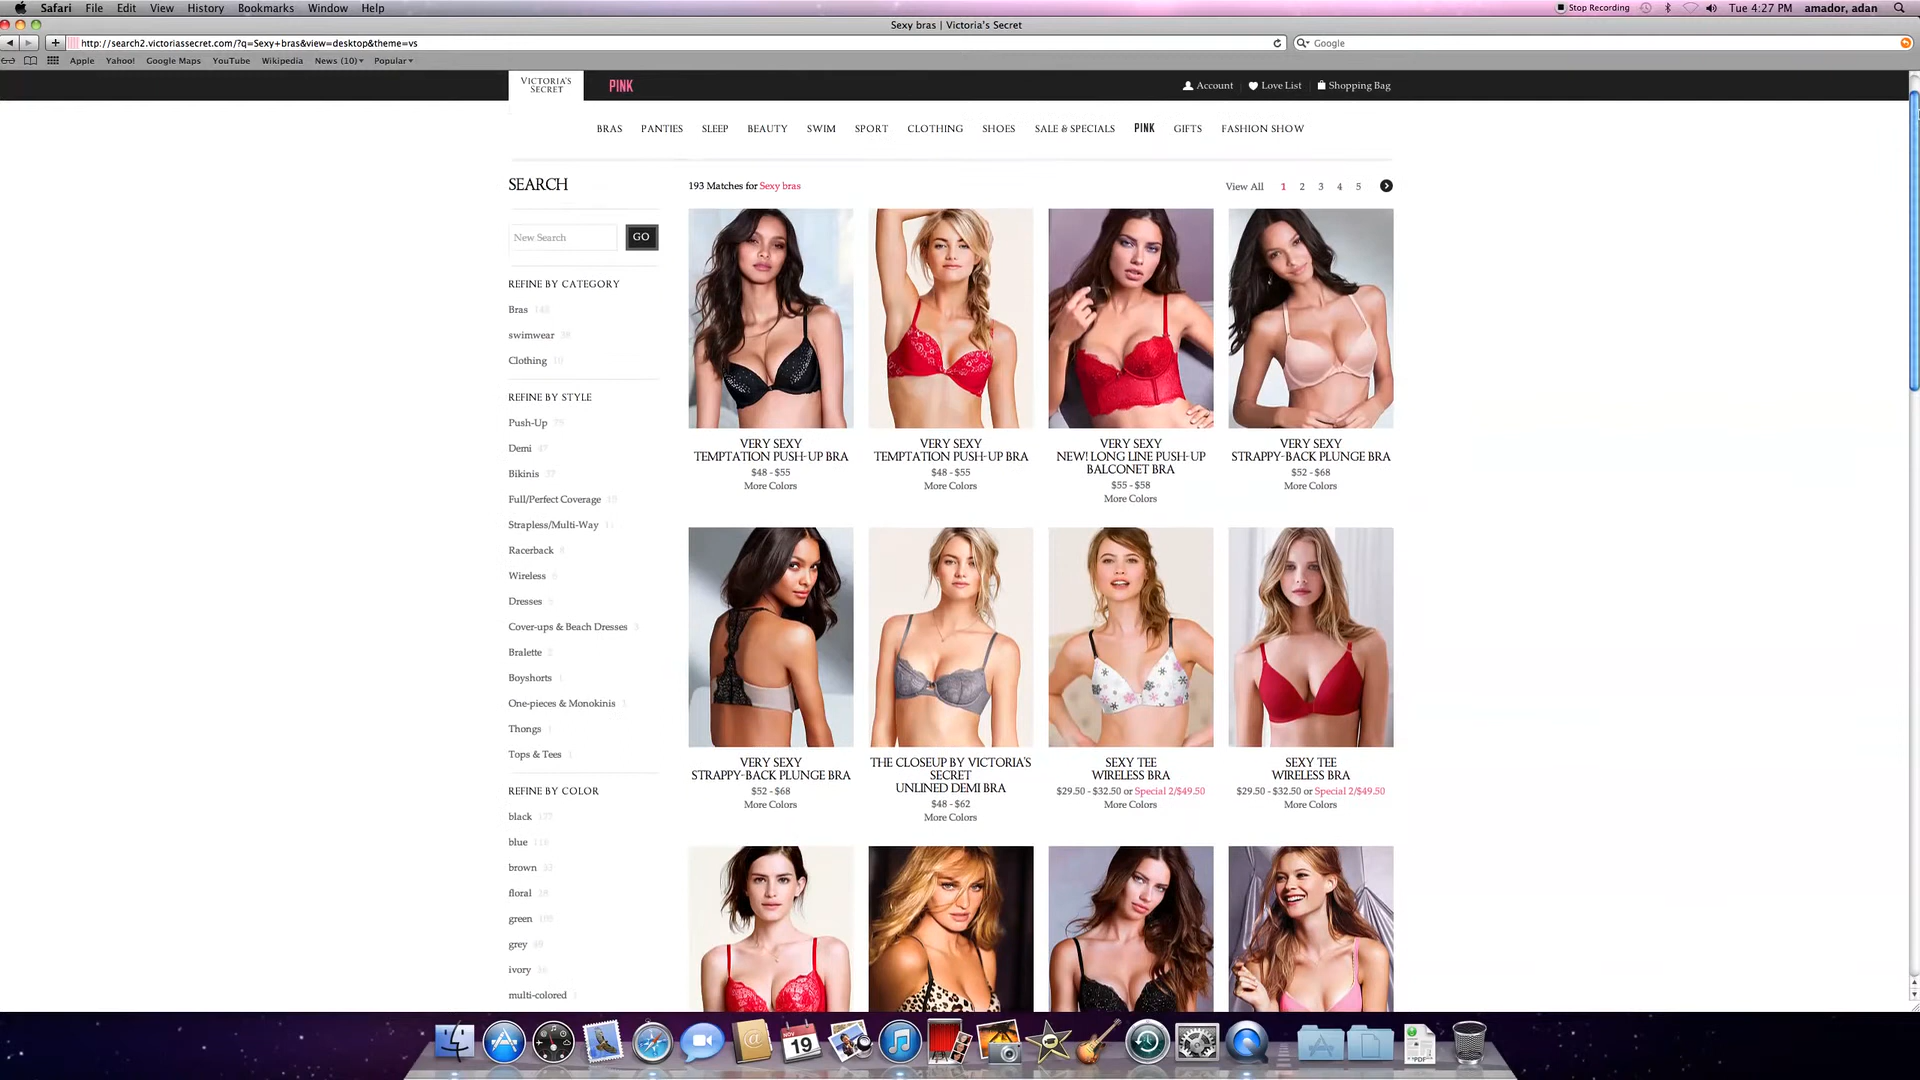 Safari File Edit View History Bookmarks Window Help Stop Recording Tue 4:27 PM amador, adan
Sexy bras | Victoria's Secret
http://search2.victoriassecret.com/?q=Sexy+bras&view=desktop&theme=vs Google
Apple Yahoo! Google Maps YouTube Wikipedia News (10) Popular
VICTORIA'S
SECRET
PINK
Account Love List Shopping Bag
BRAS PANTIES SLEEP BEAUTY SWIM SPORT CLOTHING SHOES SALE & SPECIALS PINK GIFTS FASHION SHOW
SEARCH
193 Matches for Sexy bras
View All 1 2 3 4 5
New Search GO
REFINE BY CATEGORY
Bras
swimwear
Clothing
REFINE BY STYLE
Push-Up
Demi 47
Bikinis 37
Full/Perfect Coverage
Strapless/Multi-Way
Racerback
Wireless
Dresses
Cover-ups & Beach Dresses 3
Bralette 2
Boyshorts 1
One-pieces & Monokinis 1
Thongs 1
Tops & Tees 1
REFINE BY COLOR
black 177
blue
brown
floral
green
grey
ivory
multi-colored
VERY SEXY
TEMPTATION PUSH-UP BRA
$48 - $55
More Colors
VERY SEXY
TEMPTATION PUSH-UP BRA
$48 - $55
More Colors
VERY SEXY
NEW! LONG LINE PUSH-UP
BALCONET BRA
$55 - $58
More Colors
VERY SEXY
STRAPPY-BACK PLUNGE BRA
$52 - $68
More Colors
VERY SEXY
STRAPPY-BACK PLUNGE BRA
$52 - $68
More Colors
THE CLOSEUP BY VICTORIA'S
SECRET
UNLINED DEMI BRA
$48 - $62
More Colors
SEXY TEE
WIRELESS BRA
$29.50 - $32.50 or Special 2/$49.50
More Colors
SEXY TEE
WIRELESS BRA
$29.50 - $32.50 or Special 2/$49.50
More Colors
NOV
19
PDF